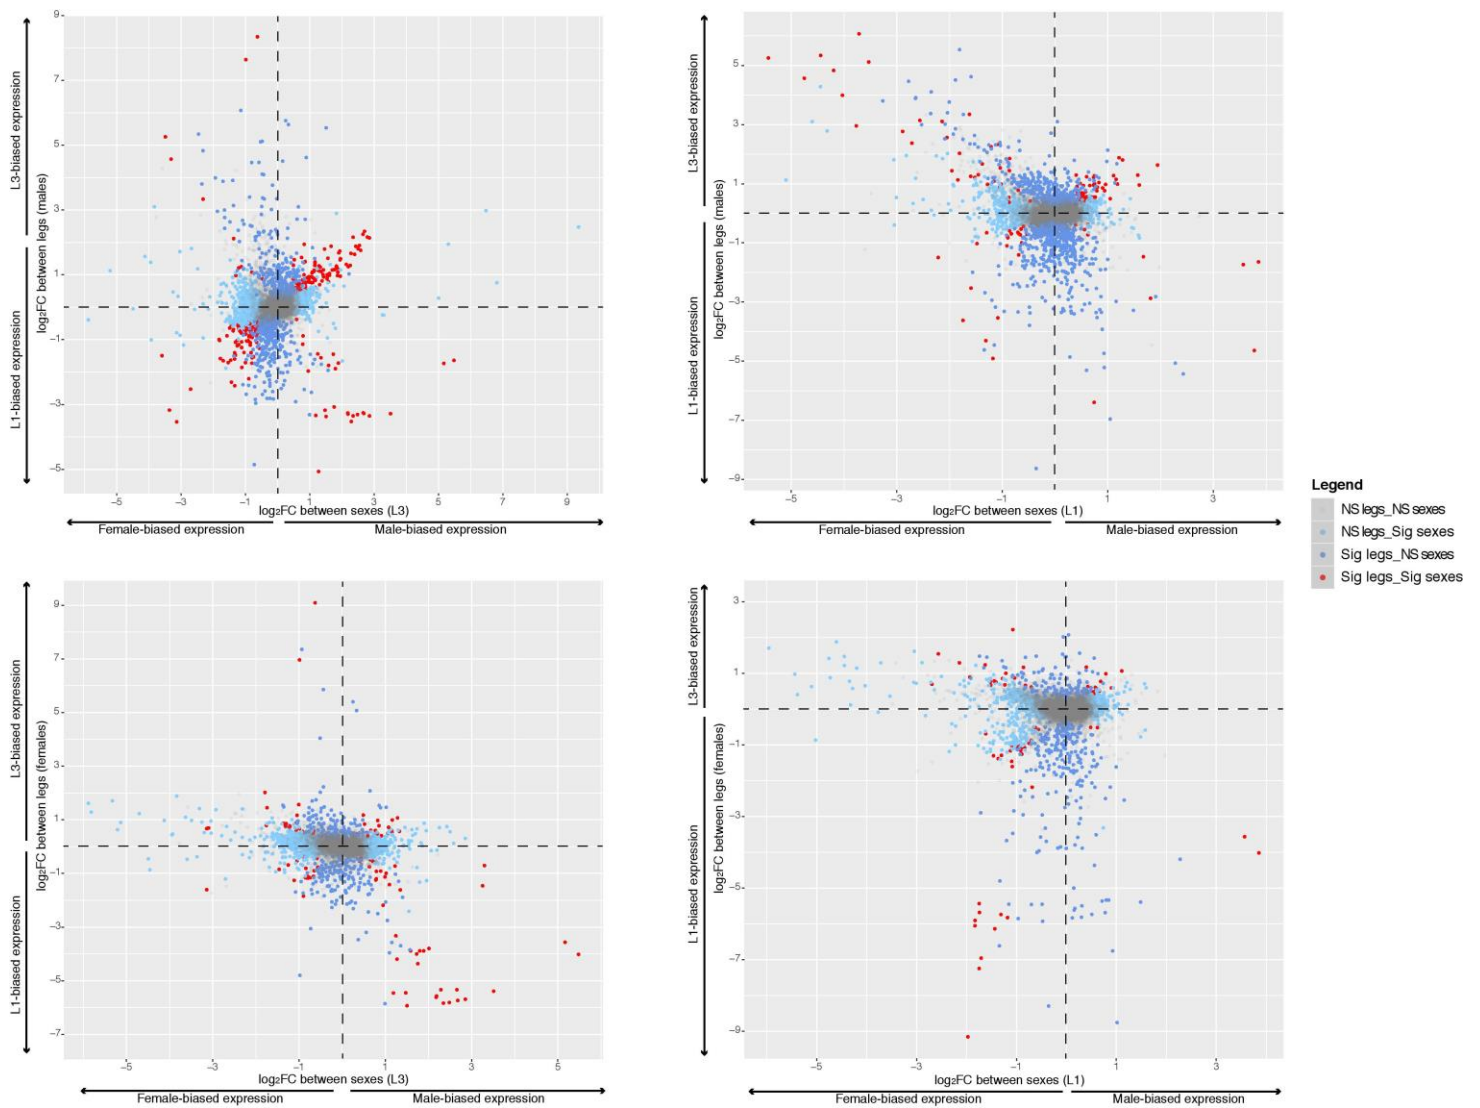 L3-biased expression
L1-biased expression
log₂FC between legs (males)
9
7
5
3
1
−1
−3
−5
−5
−3
−1
1
3
5
7
9
log₂FC between sexes (L3)
Female-biased expression
Male-biased expression
L3-biased expression
L1-biased expression
log₂FC between legs (males)
5
3
1
−1
−3
−5
−7
−9
−5
−3
−1
1
3
log₂FC between sexes (L1)
Female-biased expression
Male-biased expression
Legend
NS legs_NS sexes
NS legs_Sig sexes
Sig legs_NS sexes
Sig legs_Sig sexes
L3-biased expression
L1-biased expression
log₂FC between legs (females)
9
7
5
3
1
−1
−3
−5
−7
−5
−3
−1
1
3
5
log₂FC between sexes (L3)
Female-biased expression
Male-biased expression
L3-biased expression
L1-biased expression
log₂FC between legs (females)
3
1
−1
−3
−5
−7
−9
−5
−3
−1
1
3
log₂FC between sexes (L1)
Female-biased expression
Male-biased expression